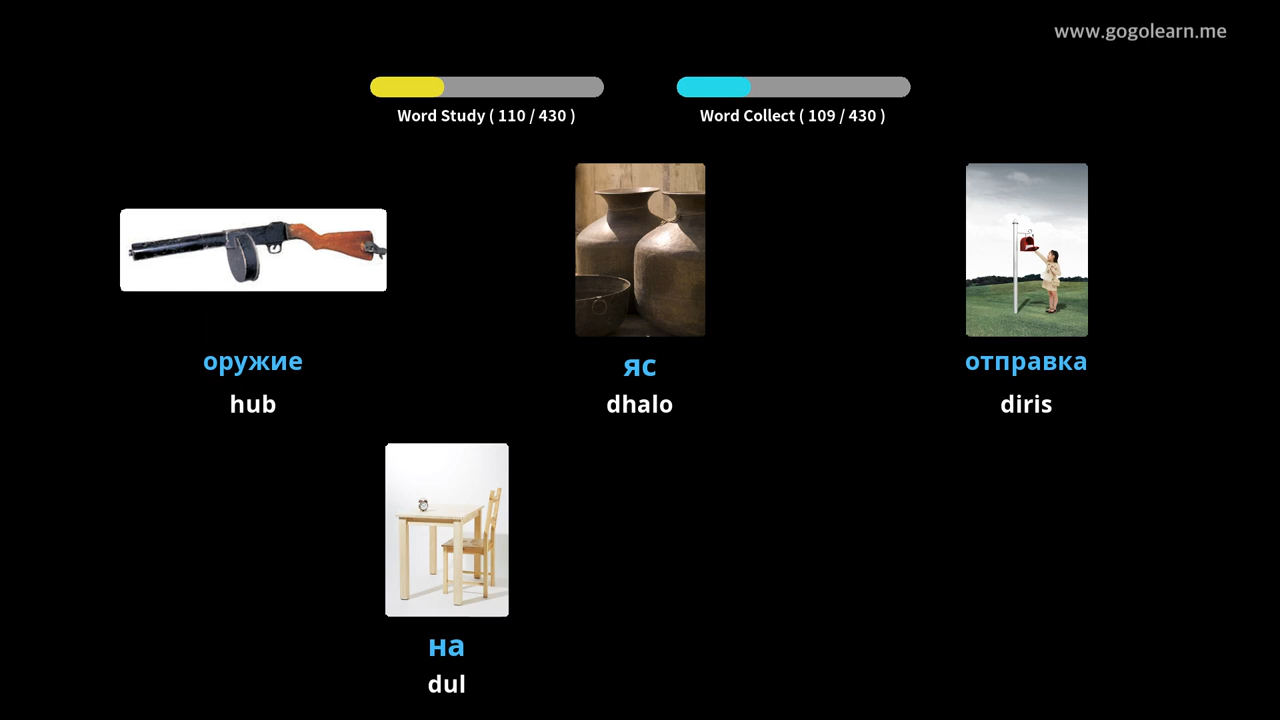 www.gogolearn.me
Word Study ( 110 / 430 )
Word Collect ( 109 / 430 )
оружие
яс
отправка
hub
dhalo
diris
на
dul